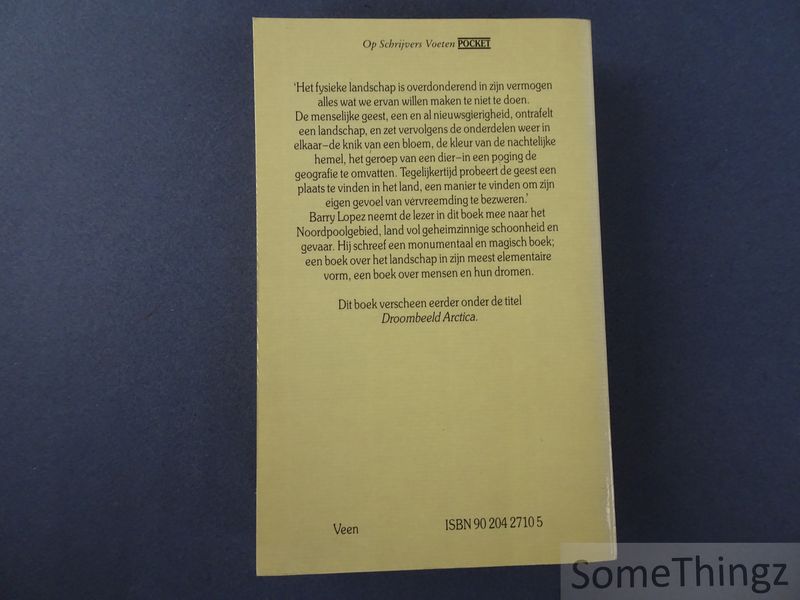 Op Schrijvers Voeten POCKET
‘Het fysieke landschap is overdonderend in zijn vermogen
alles wat we ervan willen maken te niet te doen.
De menselijke geest, een en al nieuwsgierigheid, ontrafelt
een landschap, en zet vervolgens de onderdelen weer in
elkaar–de knik van een bloem, de kleur van de nachtelijke
hemel, het geroep van een dier–in een poging de
geografie te omvatten. Tegelijkertijd probeert de geest een
plaats te vinden in het land, een manier te vinden om zijn
eigen gevoel van vervreemding te bezweren.’
Barry Lopez neemt de lezer in dit boek mee naar het
Noordpoolgebied, land vol geheimzinnige schoonheid en
gevaar. Hij schreef een monumentaal en magisch boek;
een boek over het landschap in zijn meest elementaire
vorm, een boek over mensen en hun dromen.
Dit boek verscheen eerder onder de titel
Droombeeld Arctica.
Veen
ISBN 90 204 2710 5
SomeThingz